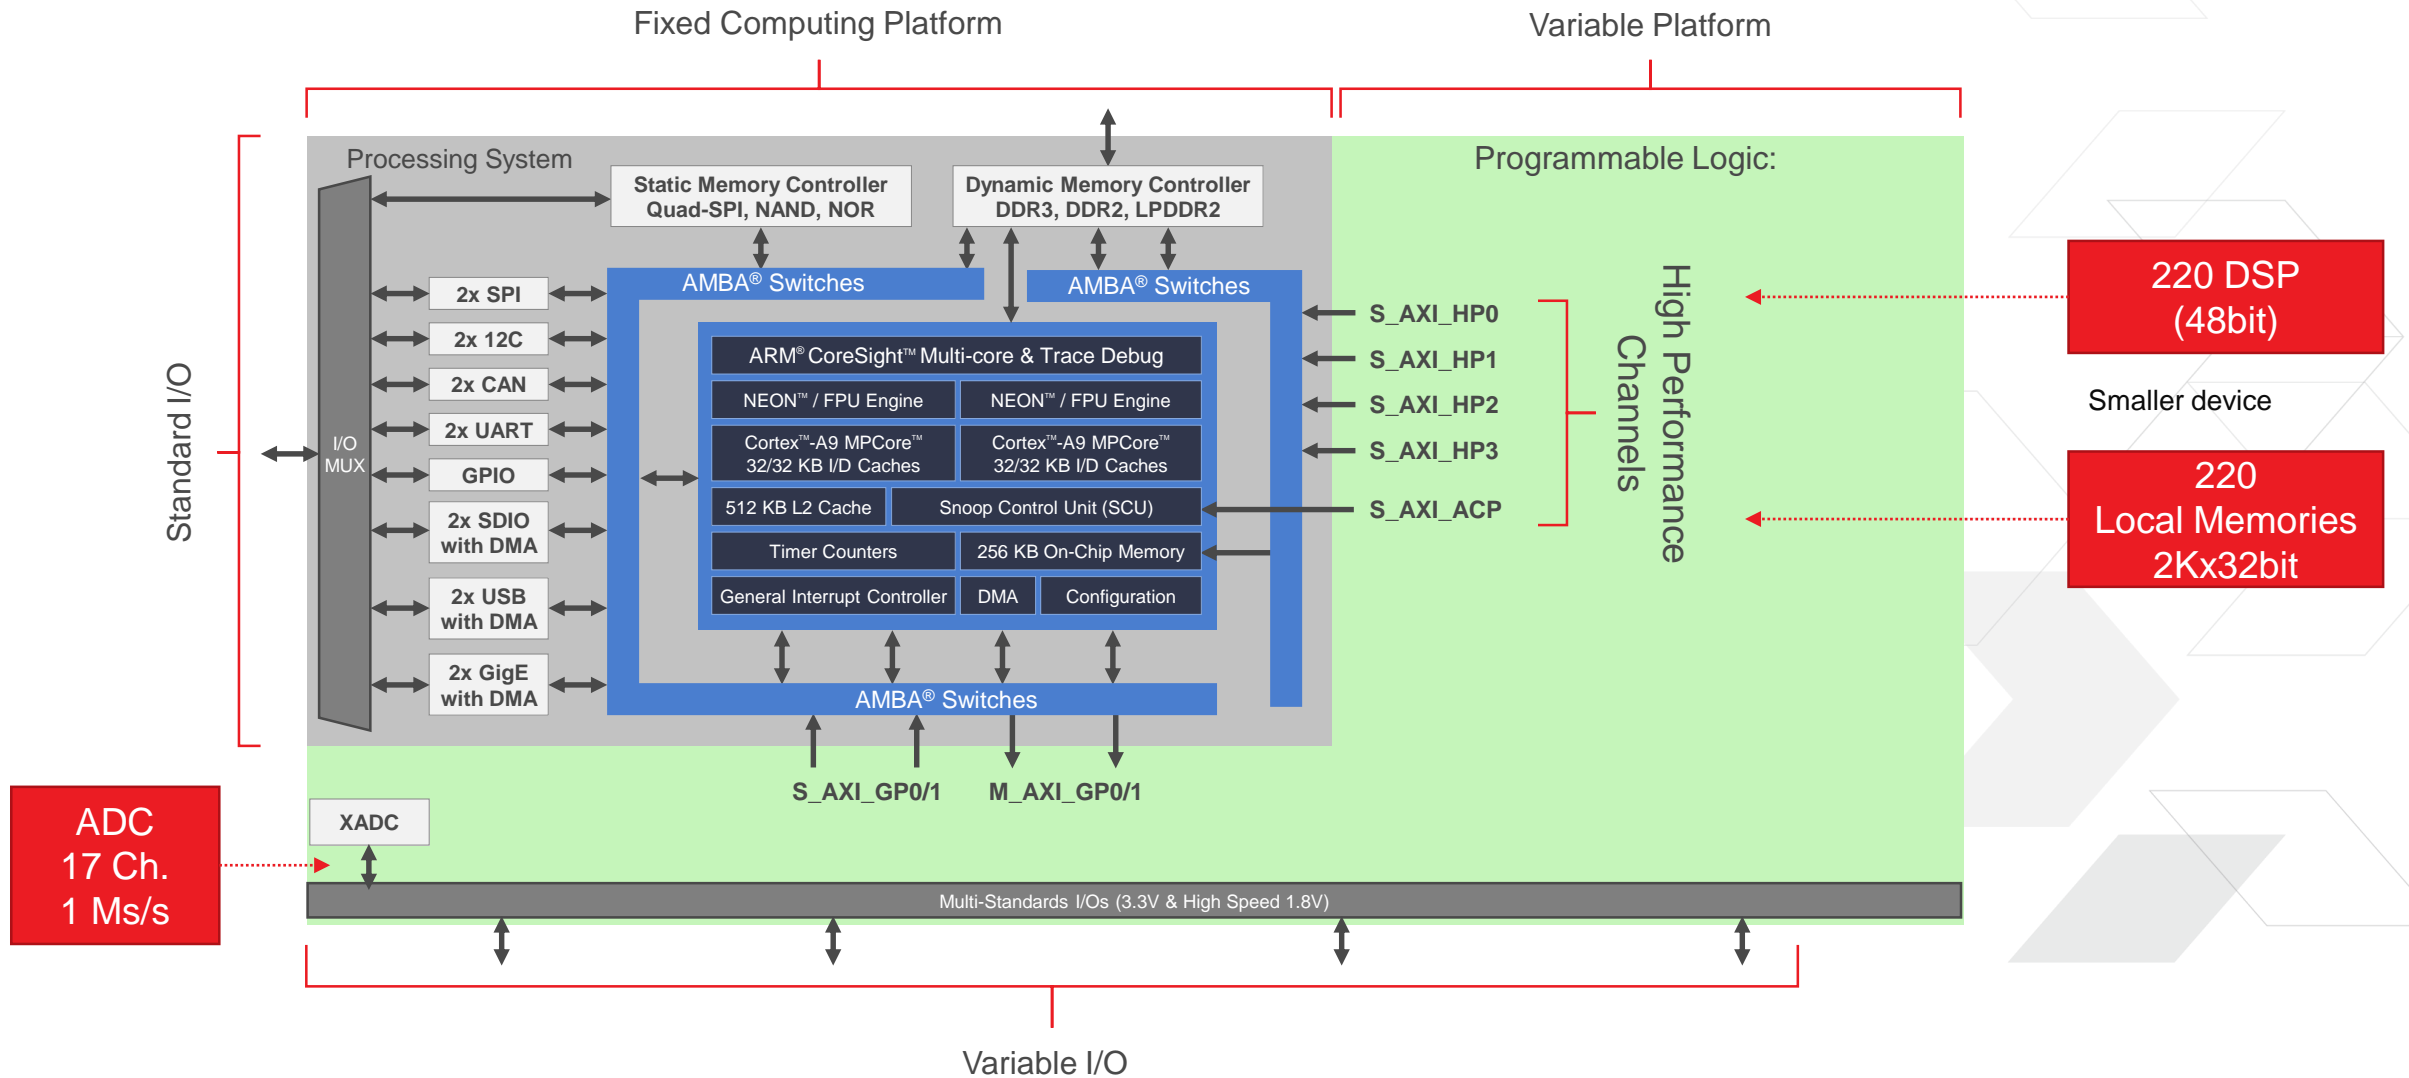 Fixed Computing Platform
Variable Platform
Processing System
Programmable Logic:
Static Memory Controller
Quad-SPI, NAND, NOR
Dynamic Memory Controller
DDR3, DDR2, LPDDR2
Standard I/O
I/O
MUX
2x SPI
2x 12C
2x CAN
2x UART
GPIO
2x SDIO
with DMA
2x USB
with DMA
2x GigE
with DMA
AMBA® Switches
AMBA® Switches
ARM® CoreSight™ Multi-core & Trace Debug
NEON™ / FPU Engine
NEON™ / FPU Engine
Cortex™-A9 MPCore™
32/32 KB I/D Caches
Cortex™-A9 MPCore™
32/32 KB I/D Caches
512 KB L2 Cache
Snoop Control Unit (SCU)
Timer Counters
256 KB On-Chip Memory
General Interrupt Controller
DMA
Configuration
AMBA® Switches
S_AXI_HP0
S_AXI_HP1
S_AXI_HP2
S_AXI_HP3
S_AXI_ACP
High Performance
Channels
220 DSP
(48bit)
Smaller device
220
Local Memories
2Kx32bit
S_AXI_GP0/1
M_AXI_GP0/1
ADC
17 Ch.
1 Ms/s
XADC
Multi-Standards I/Os (3.3V & High Speed 1.8V)
Variable I/O